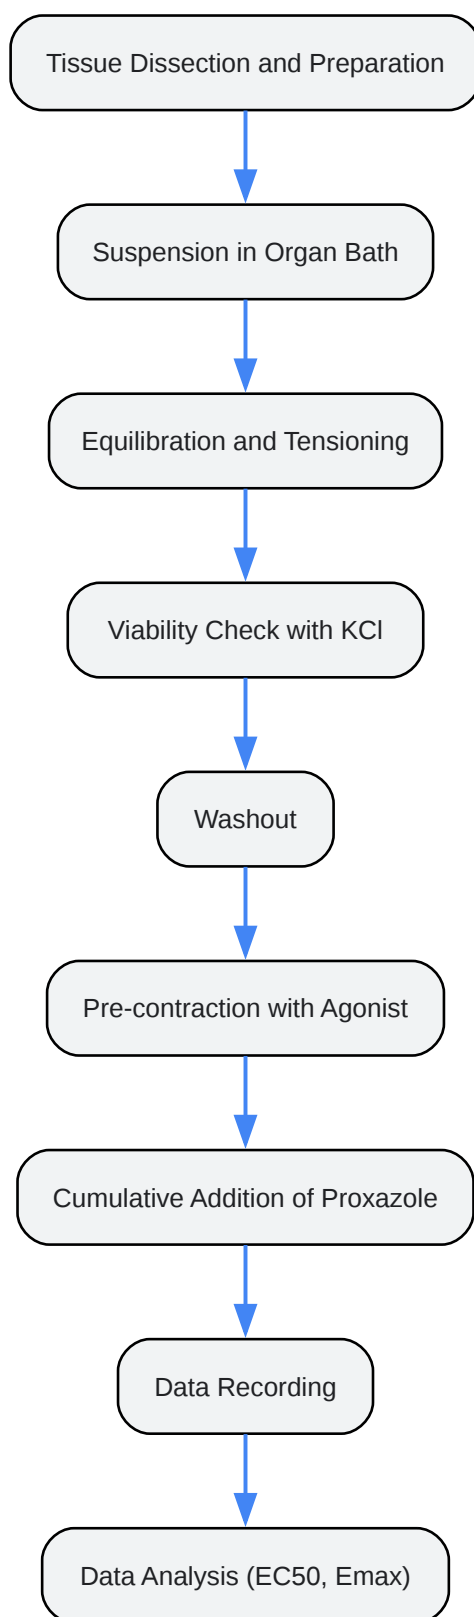 Tissue Dissection and Preparation
Suspension in Organ Bath
Equilibration and Tensioning
Viability Check with KCl
Washout
Pre-contraction with Agonist
Cumulative Addition of Proxazole
Data Recording
Data Analysis (EC50, Emax)